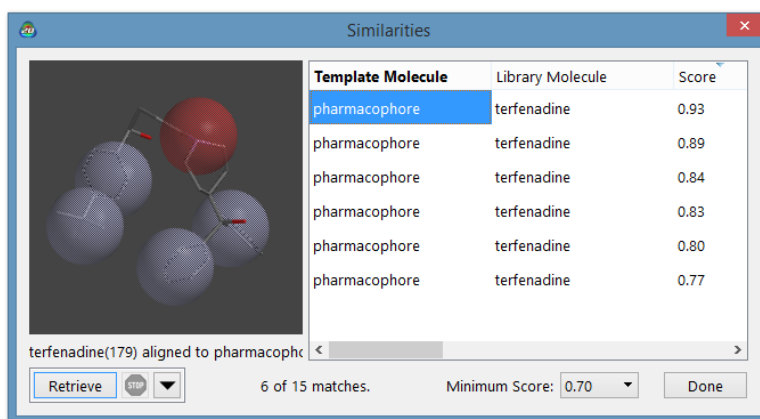 Similarities
Template Molecule Library Molecule Score
pharmacophore terfenadine 0.93
pharmacophore terfenadine 0.89
pharmacophore terfenadine 0.84
pharmacophore terfenadine 0.83
pharmacophore terfenadine 0.80
pharmacophore terfenadine 0.77
terfenadine(179) aligned to pharmacopho
Retrieve STOP 6 of 15 matches. Minimum Score: 0.70 Done